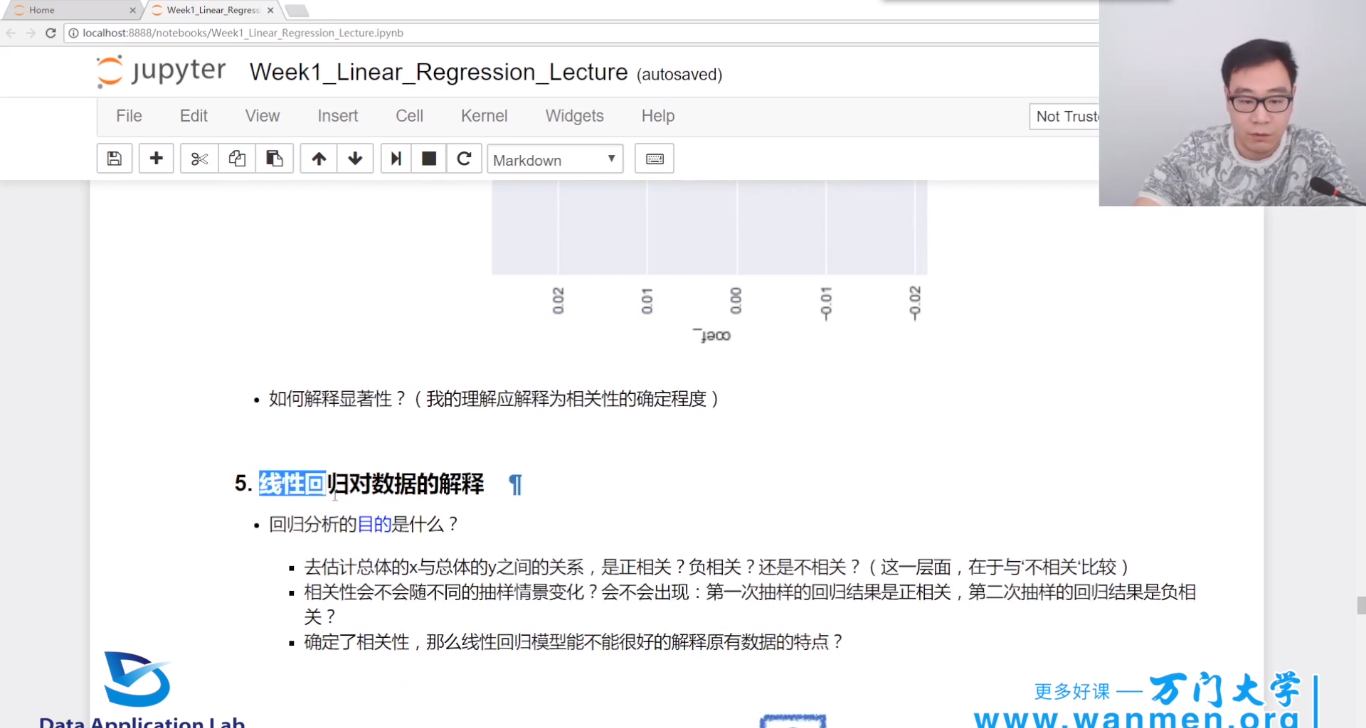 Home
Week1_Linear_Regress
localhost:8888/notebooks/Week1_Linear_Regression_Lecture.ipynb
jupyter Week1_Linear_Regression_Lecture (autosaved)
File Edit View Insert Cell Kernel Widgets Help Not Trust
Markdown
0.02 0.01 0.00 −0.01 −0.02
coef_
• 如何解释显著性？（我的理解应解释为相关性的确定程度）
5. 线性回归对数据的解释 ¶
• 回归分析的目的是什么？
▪ 去估计总体的x与总体的y之间的关系，是正相关？负相关？还是不相关？（这一层面，在于与'不相关'比较）
▪ 相关性会不会随不同的抽样情景变化？会不会出现：第一次抽样的回归结果是正相关，第二次抽样的回归结果是负相
关？
▪ 确定了相关性，那么线性回归模型能不能很好的解释原有数据的特点？
更多好课 — 万门大学
Data Application Lab
www.wanmen.org